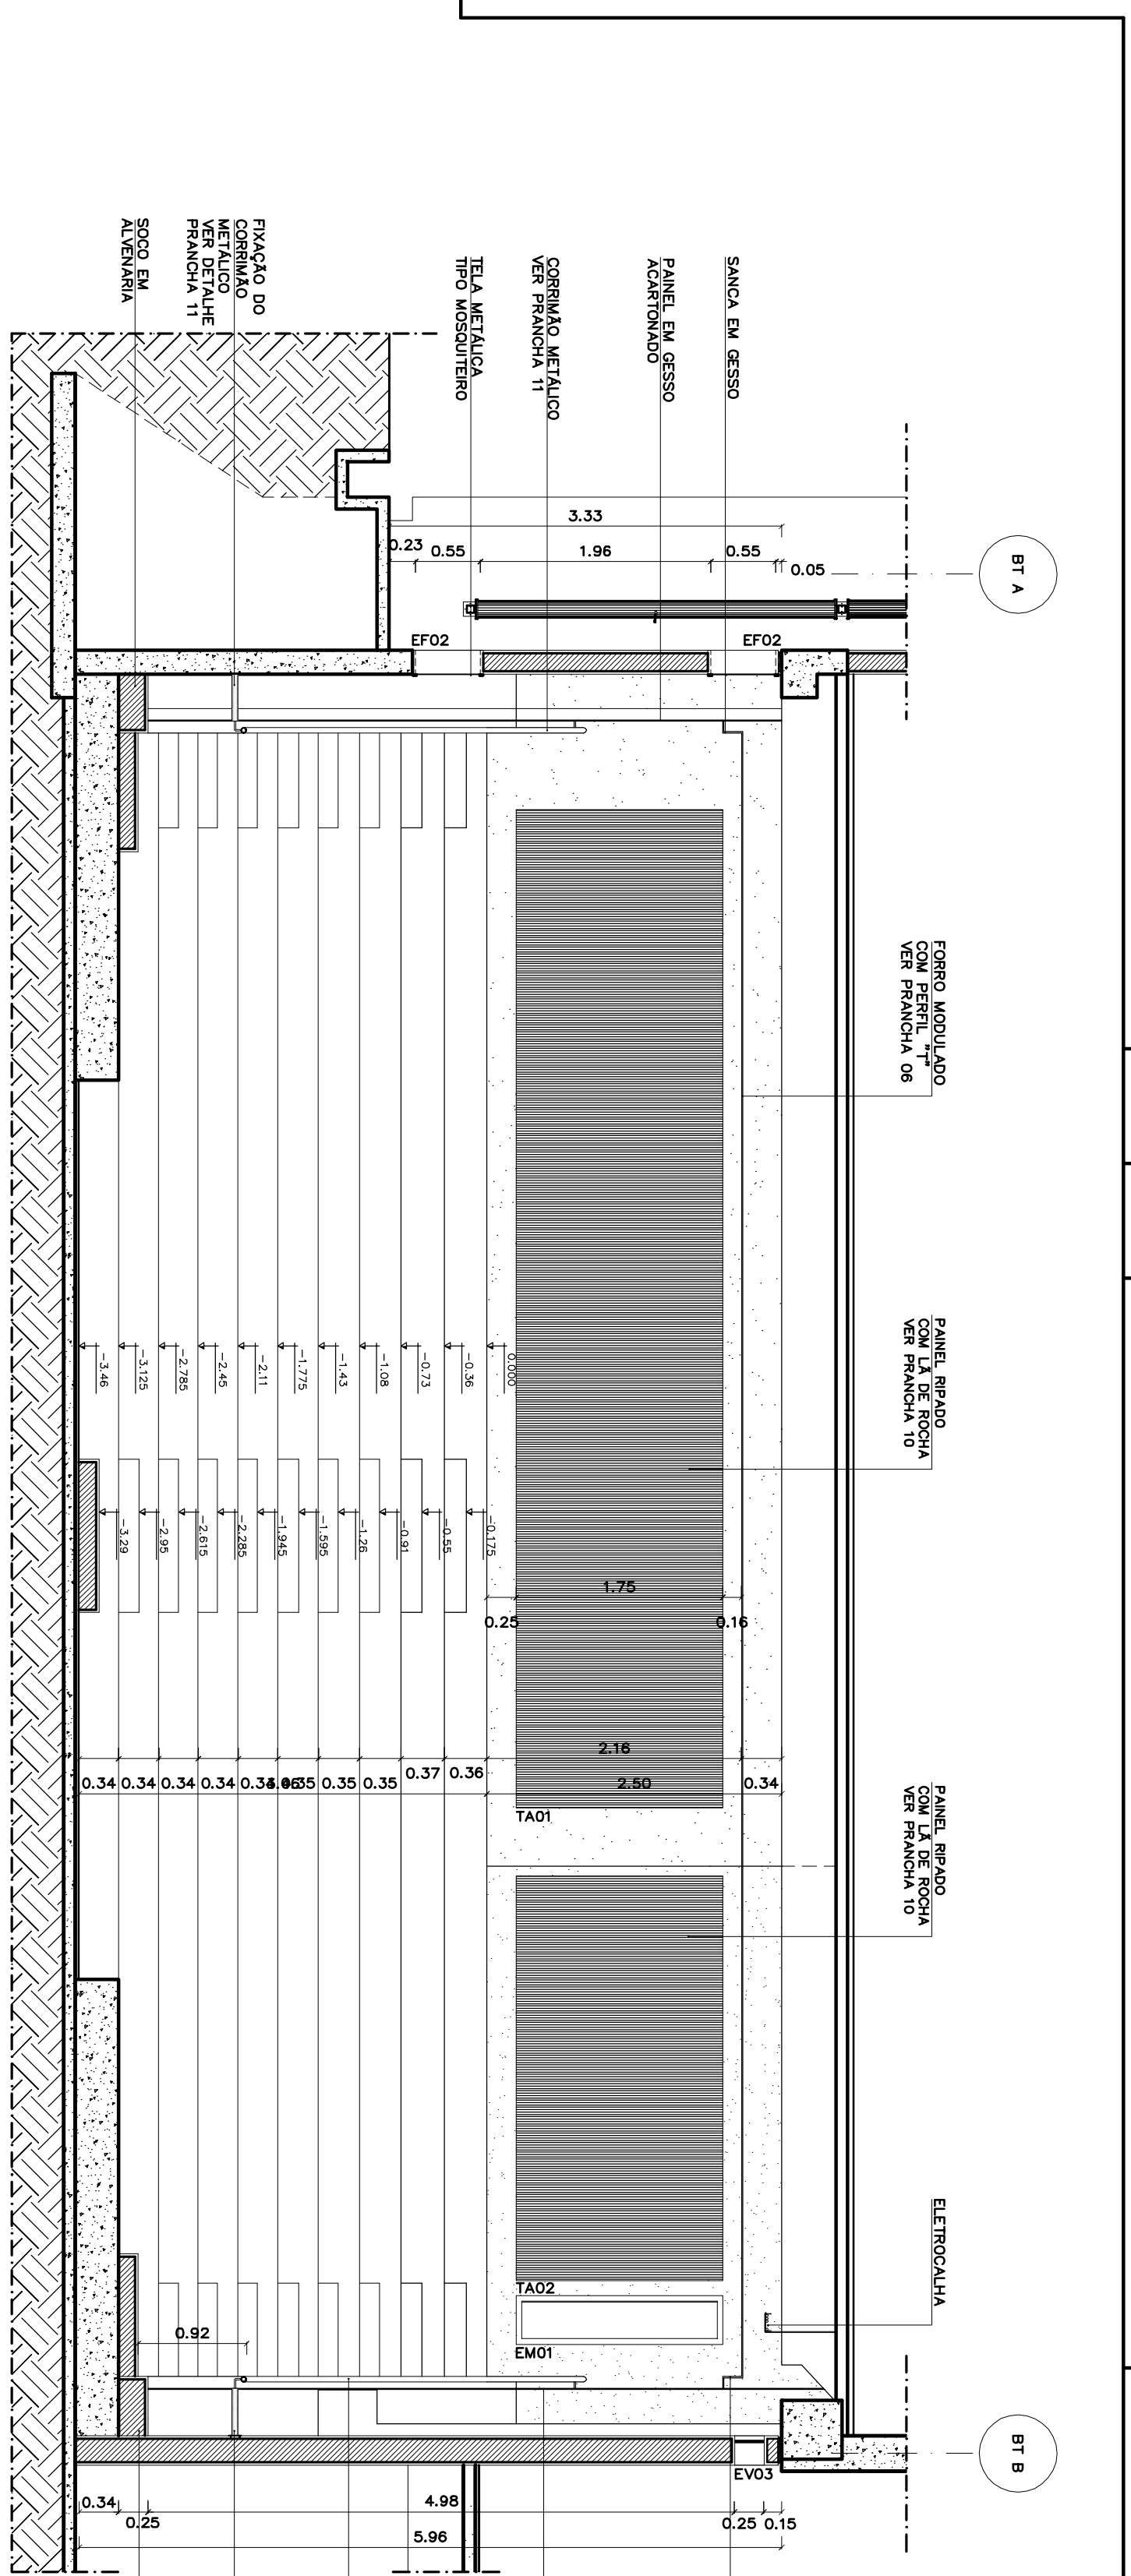 BT A
BT B
FORRO MODULADO
COM PERFIL "T"
VER PRANCHA 06
PAINEL RIPADO
COM LÃ DE ROCHA
VER PRANCHA 10
PAINEL RIPADO
COM LÃ DE ROCHA
VER PRANCHA 10
ELETROCALHA
SANCA EM GESSO
PAINEL EM GESSO
ACARTONADO
CORRIMÃO METÁLICO
VER PRANCHA 11
TELA METÁLICA
TIPO MOSQUITEIRO
FIXAÇÃO DO
CORRIMÃO
METÁLICO
VER DETALHE
PRANCHA 11
SOCO EM
ALVENARIA
3.33
0.23
0.55
1.96
0.55
0.05
EF02
EF02
0.000
-0.36
-0.73
-1.08
-1.43
-1.775
-2.11
-2.45
-2.785
-3.125
-3.46
-0.175
-0.55
-0.91
-1.26
-1.595
-1.945
-2.285
-2.615
-2.95
-3.29
1.75
0.25
0.16
2.16
0.34
0.34
0.34
0.34
0.34
0.35
0.35
0.35
0.37
0.36
2.50
0.34
TA01
TA02
EM01
0.92
EV03
0.34
0.25
4.98
0.25
0.15
5.96